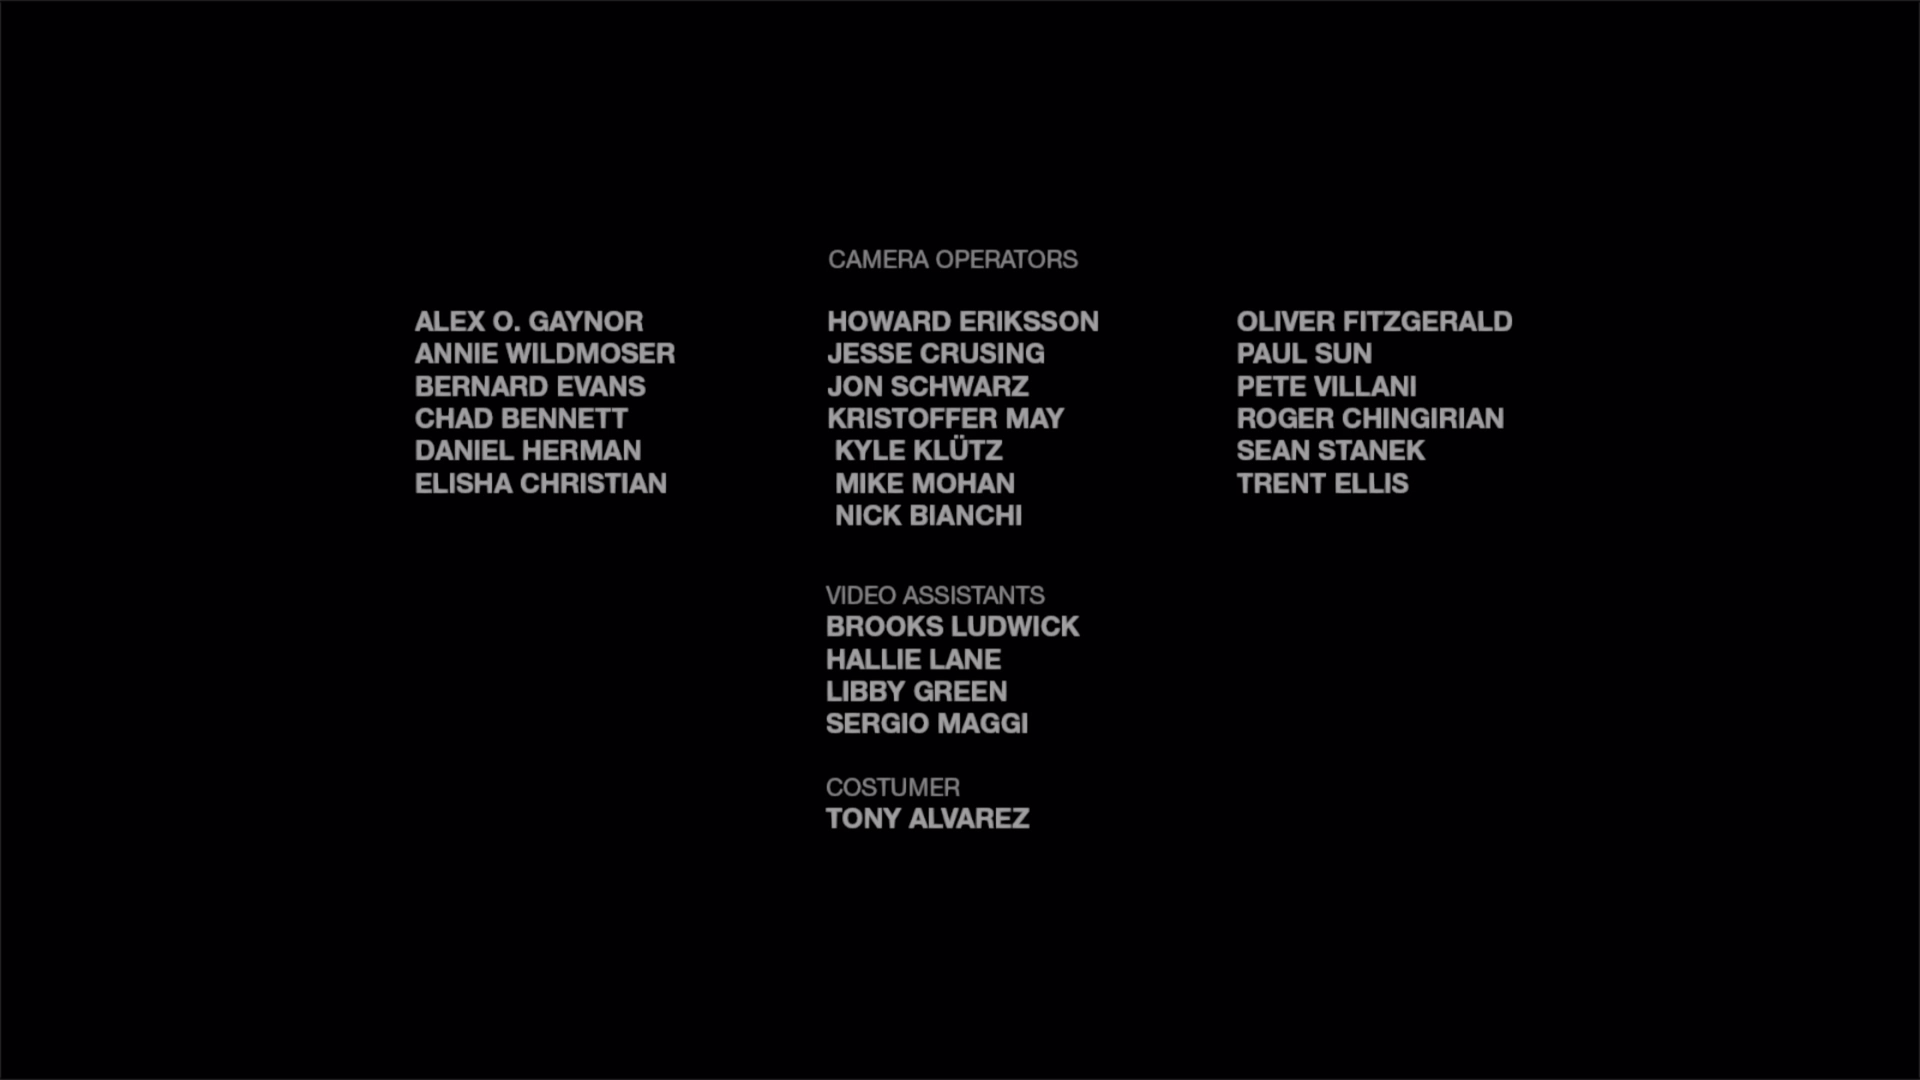 CAMERA OPERATORS
ALEX O. GAYNOR
ANNIE WILDMOSER
BERNARD EVANS
CHAD BENNETT
DANIEL HERMAN
ELISHA CHRISTIAN
HOWARD ERIKSSON
JESSE CRUSING
JON SCHWARZ
KRISTOFFER MAY
KYLE KLÜTZ
MIKE MOHAN
NICK BIANCHI
OLIVER FITZGERALD
PAUL SUN
PETE VILLANI
ROGER CHINGIRIAN
SEAN STANEK
TRENT ELLIS
VIDEO ASSISTANTS
BROOKS LUDWICK
HALLIE LANE
LIBBY GREEN
SERGIO MAGGI
COSTUMER
TONY ALVAREZ